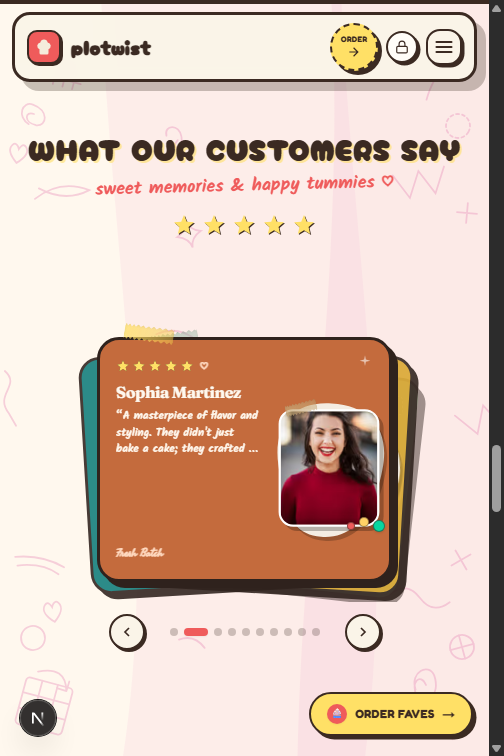 plotwist
ORDER
→
WHAT OUR CUSTOMERS SAY
sweet memories & happy tummies ♡
Sophia Martinez
“A masterpiece of flavor and
styling. They didn't just
bake a cake; they crafted ...
Fresh Batch
N
ORDER FAVES →